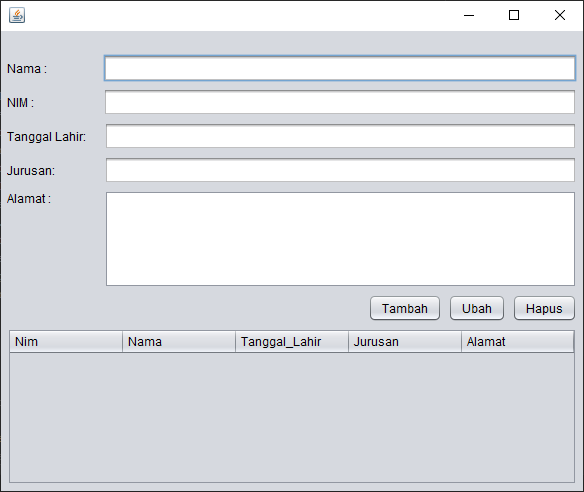 Nama :
NIM :
Tanggal Lahir:
Jurusan:
Alamat :
Tambah Ubah Hapus
Nim Nama Tanggal_Lahir Jurusan Alamat